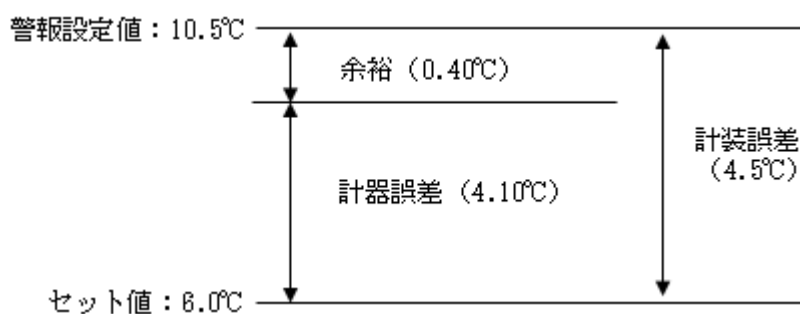 警報設定値：10.5℃
余裕（0.40℃）
計装誤差
（4.5℃）
計器誤差（4.10℃）
セット値：6.0℃